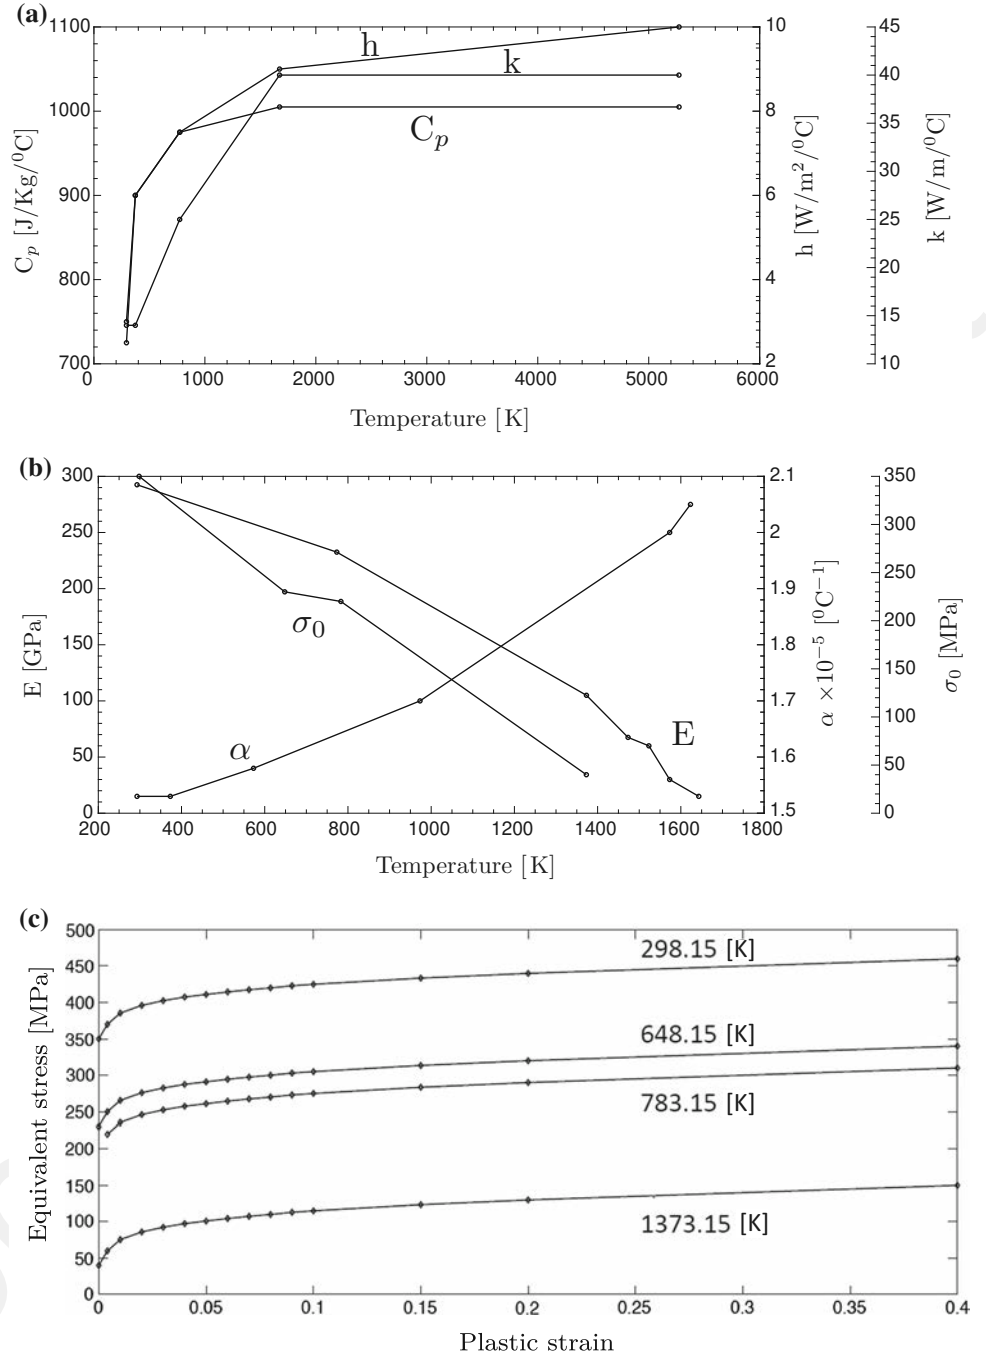 (a)
1100
1000
900
800
700
C_p [J/Kg/⁰C]
h
k
C_p
10
8
6
4
2
h [W/m²/⁰C]
45
40
35
30
25
20
15
10
k [W/m/⁰C]
0 1000 2000 3000 4000 5000 6000
Temperature [K]
(b)
300
250
200
150
100
50
0
E [GPa]
σ₀
α
E
2.1
2
1.9
1.8
1.7
1.6
1.5
α ×10⁻⁵ [⁰C⁻¹]
350
300
250
200
150
100
50
0
σ₀ [MPa]
200 400 600 800 1000 1200 1400 1600 1800
Temperature [K]
(c)
500
450
400
350
300
250
200
150
100
50
0
Equivalent stress [MPa]
298.15 [K]
648.15 [K]
783.15 [K]
1373.15 [K]
0 0.05 0.1 0.15 0.2 0.25 0.3 0.35 0.4
Plastic strain